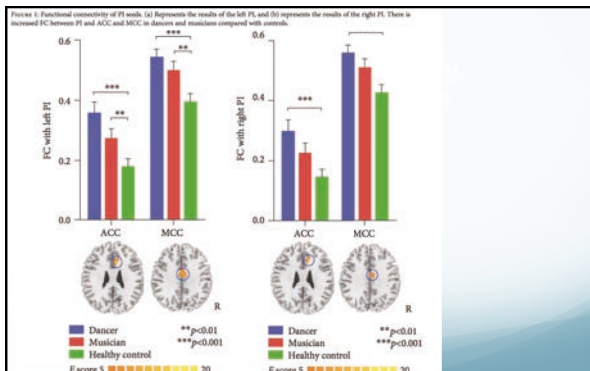 FIGURE 1: Functional connectivity of PI seeds. (a) Represents the results of the left PI, and (b) represents the results of the right PI. There is
increased FC between PI and ACC and MCC in dancers and musicians compared with controls.
0.6
0.4
0.2
0.0
FC with left PI
***
**
***
**
ACC
MCC
0.6
0.4
0.2
0.0
FC with right PI
***
ACC
MCC
R
R
Dancer
**p<0.01
Musician
***p<0.001
Healthy control
F score 5
20
Dancer
**p<0.01
Musician
***p<0.001
Healthy control
F score 5
20